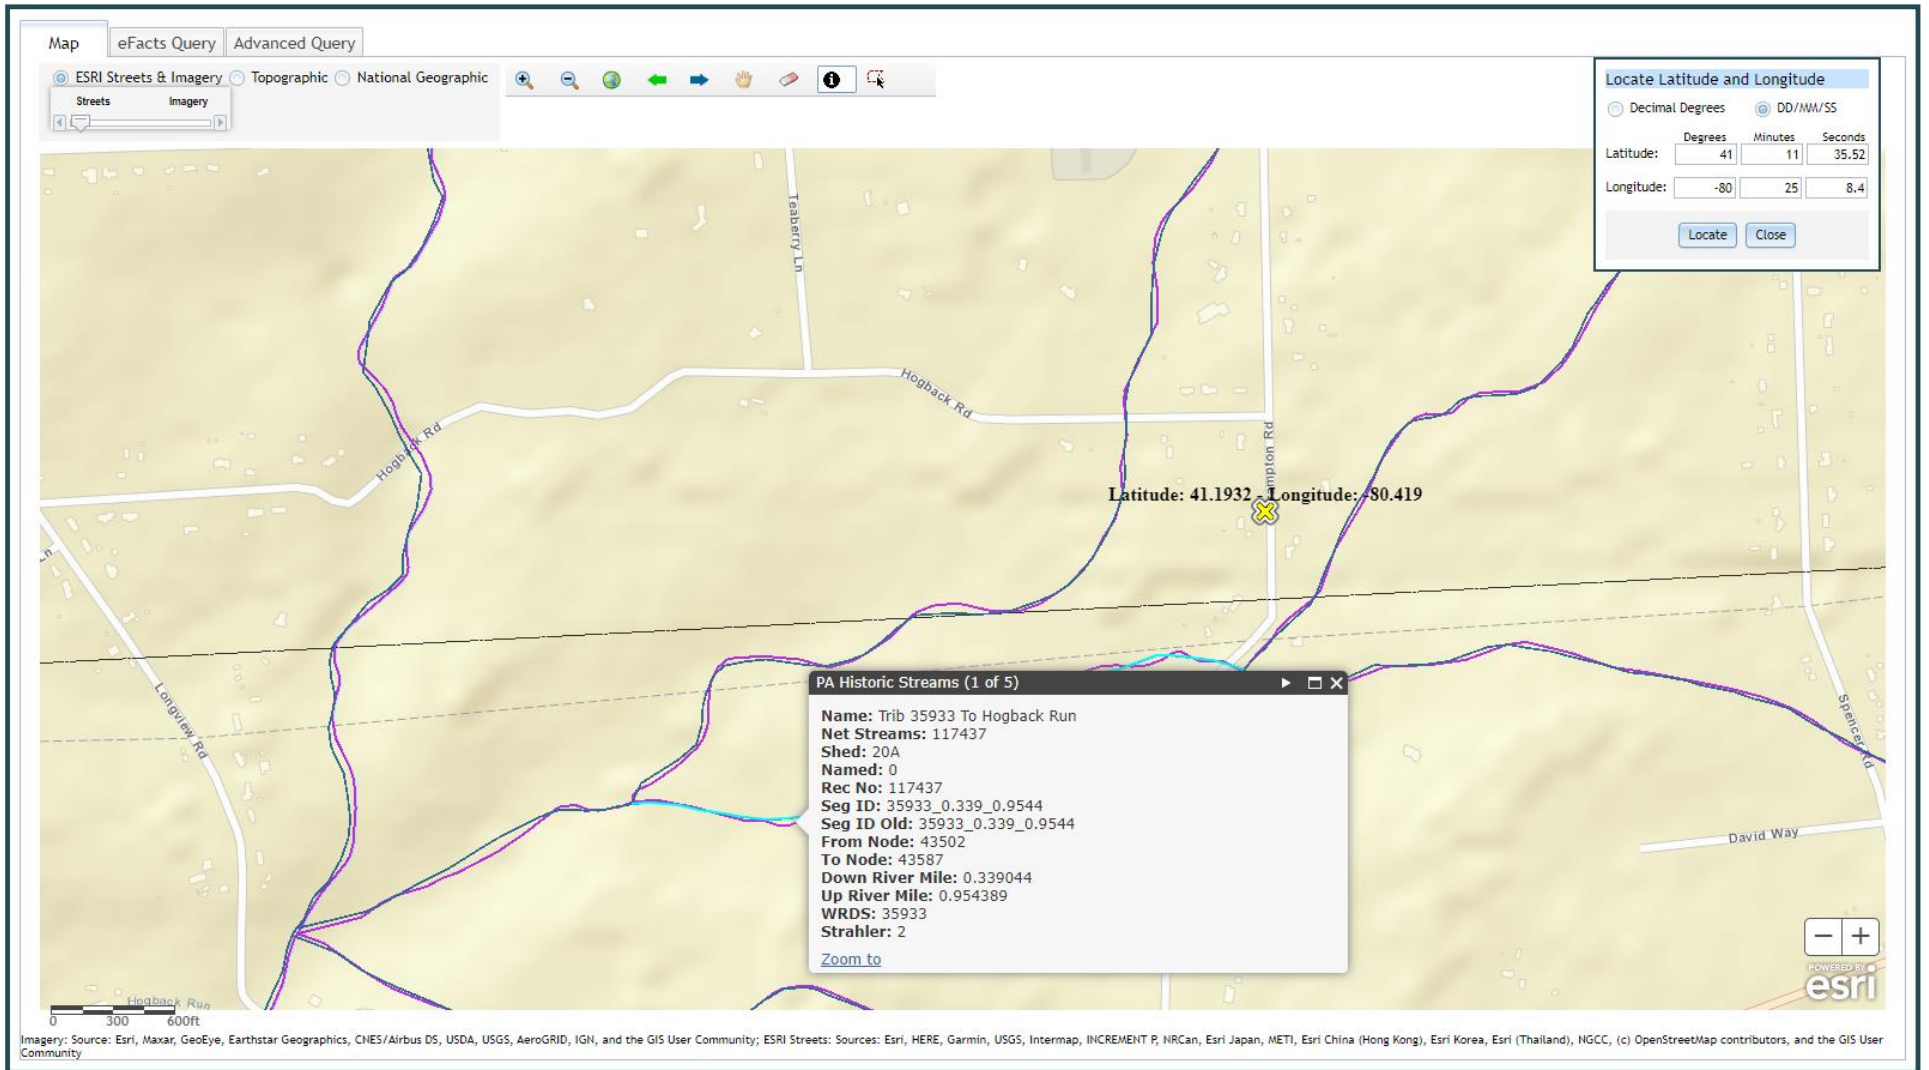 Map eFacts Query Advanced Query
ESRI Streets & Imagery Topographic National Geographic
Streets Imagery
Locate Latitude and Longitude
Decimal Degrees DD/MM/SS
Degrees Minutes Seconds
Latitude: 41 11 35.52
Longitude: -80 25 8.4
Locate Close
Teaberry Ln
Hogback Rd
Hogback Rd
mpton Rd
Latitude: 41.1932 - Longitude: -80.419
Ln
Longview Rd
Spencer Rd
David Way
PA Historic Streams (1 of 5)
Name: Trib 35933 To Hogback Run
Net Streams: 117437
Shed: 20A
Named: 0
Rec No: 117437
Seg ID: 35933_0.339_0.9544
Seg ID Old: 35933_0.339_0.9544
From Node: 43502
To Node: 43587
Down River Mile: 0.339044
Up River Mile: 0.954389
WRDS: 35933
Strahler: 2
Zoom to
POWERED BY
esri
Hogback Run
0 300 600ft
Imagery: Source: Esri, Maxar, GeoEye, Earthstar Geographics, CNES/Airbus DS, USDA, USGS, AeroGRID, IGN, and the GIS User Community; ESRI Streets: Sources: Esri, HERE, Garmin, USGS, Intermap, INCREMENT P, NRCan, Esri Japan, METI, Esri China (Hong Kong), Esri Korea, Esri (Thailand), NGCC, (c) OpenStreetMap contributors, and the GIS User
Community